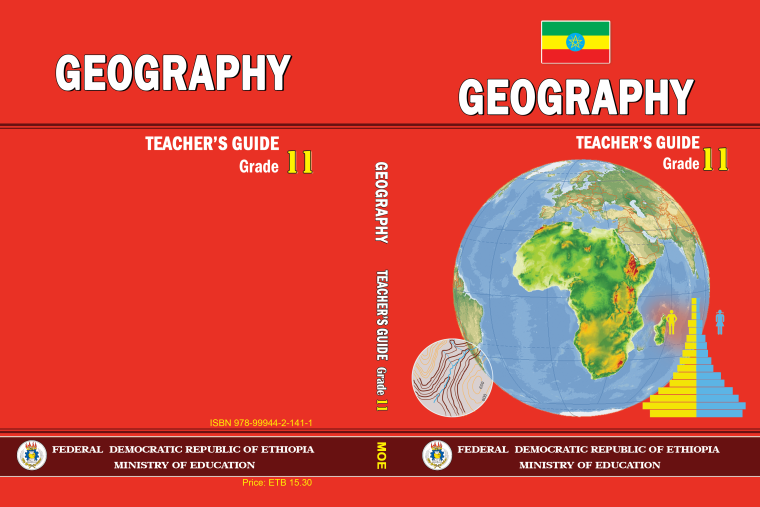 GEOGRAPHY
TEACHER'S GUIDE
Grade 11
ISBN 978-99944-2-141-1
FEDERAL DEMOCRATIC REPUBLIC OF ETHIOPIA
MINISTRY OF EDUCATION
Price: ETB 15.30
GEOGRAPHY TEACHER'S GUIDE Grade 11 MOE
GEOGRAPHY
TEACHER'S GUIDE
Grade 11
FEDERAL DEMOCRATIC REPUBLIC OF ETHIOPIA
MINISTRY OF EDUCATION